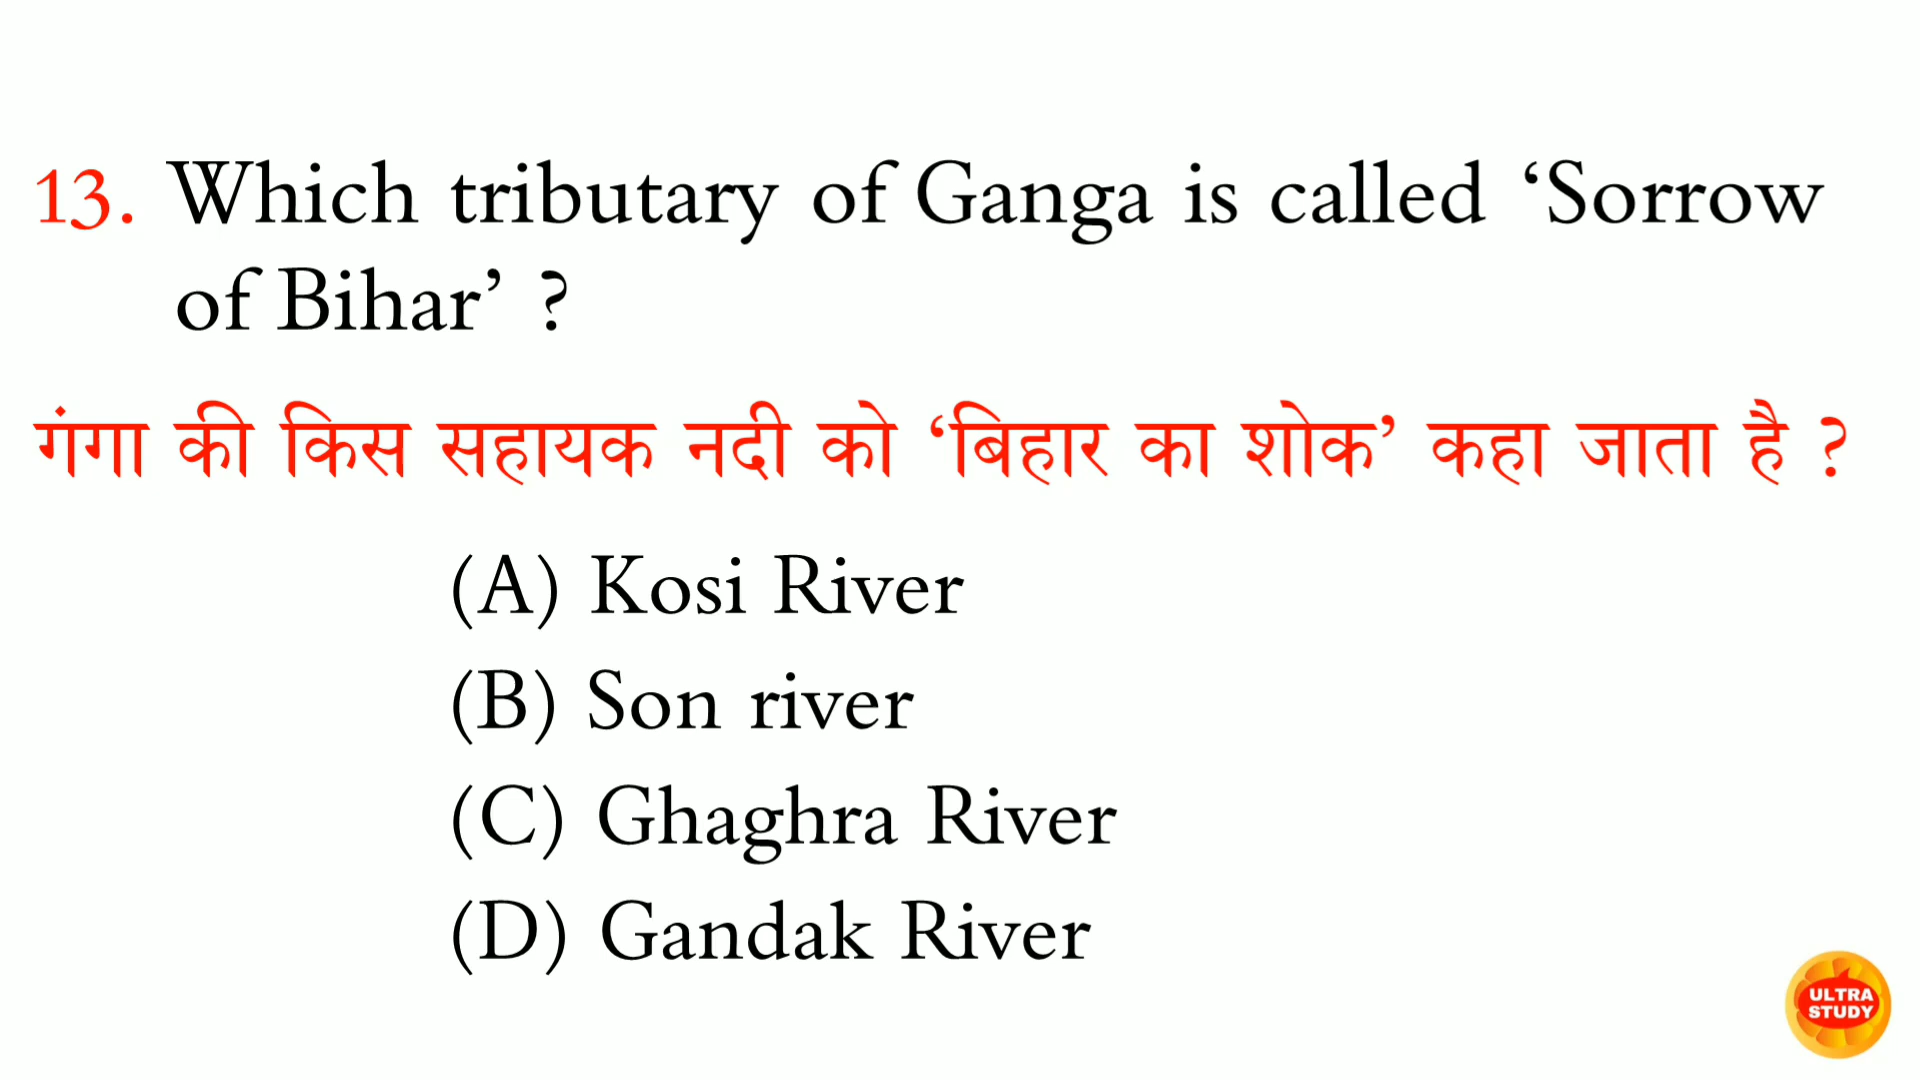 13. Which tributary of Ganga is called ‘Sorrow
of Bihar’ ?
गंगा की किस सहायक नदी को ‘बिहार का शोक’ कहा जाता है ?
(A) Kosi River
(B) Son river
(C) Ghaghra River
(D) Gandak River
ULTRA
STUDY